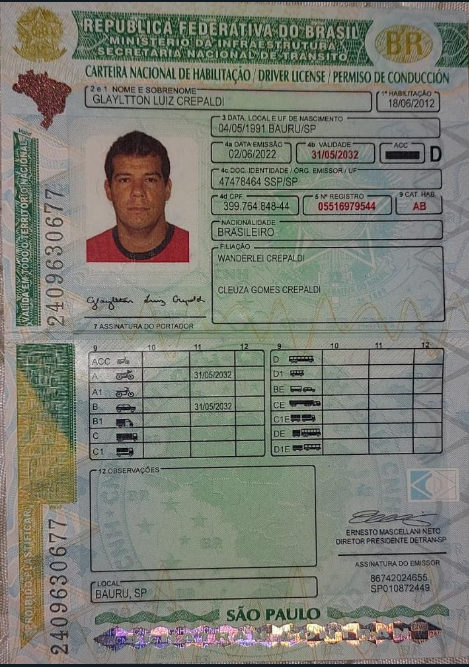 REPÚBLICA FEDERATIVA DO BRASIL
MINISTÉRIO DA INFRAESTRUTURA
SECRETARIA NACIONAL DE TRÂNSITO
BR
CARTEIRA NACIONAL DE HABILITAÇÃO / DRIVER LICENSE / PERMISO DE CONDUCCIÓN
2 e 1 NOME E SOBRENOME
GLAYLTTON LUIZ CREPALDI
1ª HABILITAÇÃO
18/06/2012
3 DATA, LOCAL E UF DE NASCIMENTO
04/05/1991 BAURU/SP
4a DATA EMISSÃO
02/06/2022
4b VALIDADE
31/05/2032
ACC
D
4c DOC. IDENTIDADE / ÓRG. EMISSOR / UF
47478464 SSP/SP
4d CPF
399.764.848-44
5 Nº REGISTRO
05516979544
9 CAT. HAB.
AB
NACIONALIDADE
BRASILEIRO
FILIAÇÃO
WANDERLEI CREPALDI
CLEUZA GOMES CREPALDI
Glayltton Luiz Crepaldi
7 ASSINATURA DO PORTADOR
VÁLIDA EM TODO O TERRITÓRIO NACIONAL
2409630677
9 10 11 12
ACC
A 31/05/2032
A1
B 31/05/2032
B1
C
C1
9 10 11 12
D
D1
BE
CE
C1E
DE
D1E
12 OBSERVAÇÕES
PROIBIDO PLASTIFICAR
2409630677
LOCAL
BAURU, SP
ERNESTO MASCELLANI NETO
DIRETOR PRESIDENTE DETRAN-SP
ASSINATURA DO EMISSOR
86742024655
SP010872449
SÃO PAULO